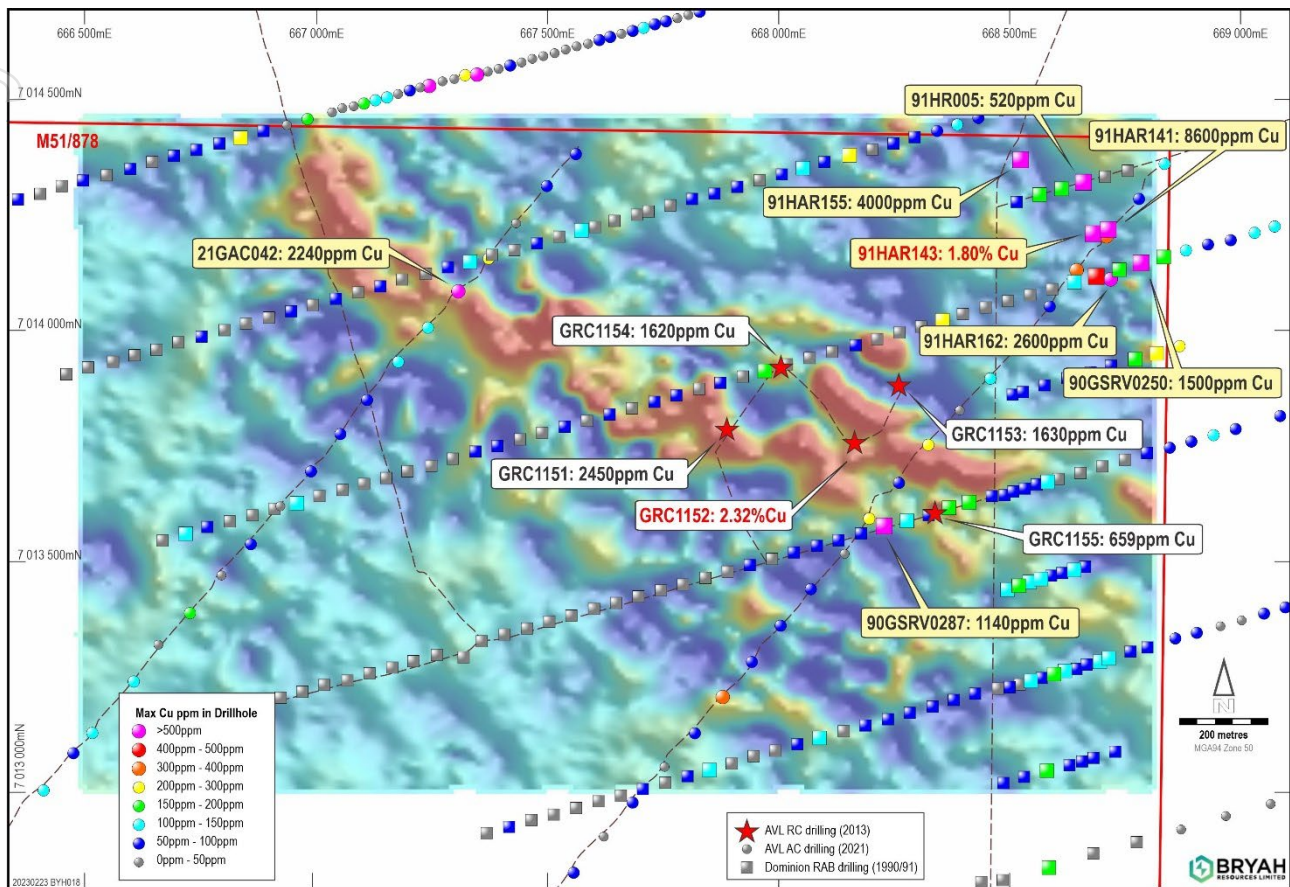 666 500mE
667 000mE
667 500mE
668 000mE
668 500mE
669 000mE
7 014 500mN
M51/878
91HR005: 520ppm Cu
91HAR141: 8600ppm Cu
91HAR155: 4000ppm Cu
91HAR143: 1.80% Cu
21GAC042: 2240ppm Cu
7 014 000mN
GRC1154: 1620ppm Cu
91HAR162: 2600ppm Cu
90GSRV0250: 1500ppm Cu
GRC1153: 1630ppm Cu
GRC1151: 2450ppm Cu
GRC1152: 2.32%Cu
GRC1155: 659ppm Cu
7 013 500mN
90GSRV0287: 1140ppm Cu
7 013 000mN
Max Cu ppm in Drillhole
>500ppm
400ppm - 500ppm
300ppm - 400ppm
200ppm - 300ppm
150ppm - 200ppm
100ppm - 150ppm
50ppm - 100ppm
0ppm - 50ppm
AVL RC drilling (2013)
AVL AC drilling (2021)
Dominion RAB drilling (1990/91)
N
200 metres
MGA94 Zone 50
BRYAH
RESOURCES LIMITED
20230223 BYH018